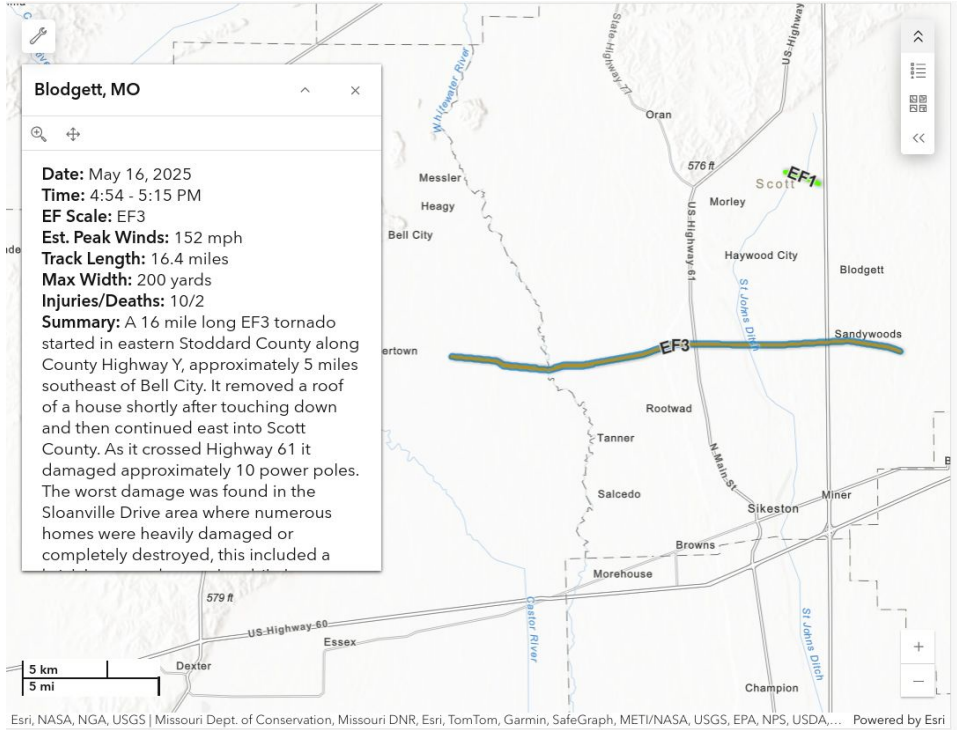 Blodgett, MO
Date: May 16, 2025
Time: 4:54 - 5:15 PM
EF Scale: EF3
Est. Peak Winds: 152 mph
Track Length: 16.4 miles
Max Width: 200 yards
Injuries/Deaths: 10/2
Summary: A 16 mile long EF3 tornado
started in eastern Stoddard County along
County Highway Y, approximately 5 miles
southeast of Bell City. It removed a roof
of a house shortly after touching down
and then continued east into Scott
County. As it crossed Highway 61 it
damaged approximately 10 power poles.
The worst damage was found in the
Sloanville Drive area where numerous
homes were heavily damaged or
completely destroyed, this included a
State Highway 77
US Highway
Whitewater River
Oran
576 ft
Scott
EF1
Messler
Morley
Heagy
Bell City
US Highway 61
Haywood City
Blodgett
St Johns Ditch
Sandywoods
ertown
EF3
Rootwad
Tanner
N Main St
Salcedo
Miner
Sikeston
Browns
Morehouse
579 ft
US Highway 60
Essex
Castor River
St Johns Ditch
Dexter
Champion
5 km
5 mi
+
−
Esri, NASA, NGA, USGS | Missouri Dept. of Conservation, Missouri DNR, Esri, TomTom, Garmin, SafeGraph, METI/NASA, USGS, EPA, NPS, USDA,...
Powered by Esri